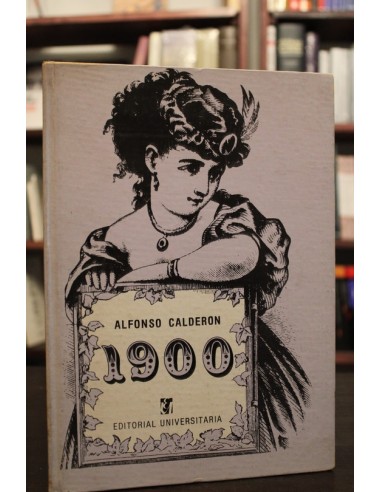 ALFONSO CALDERON
1900
EDITORIAL UNIVERSITARIA